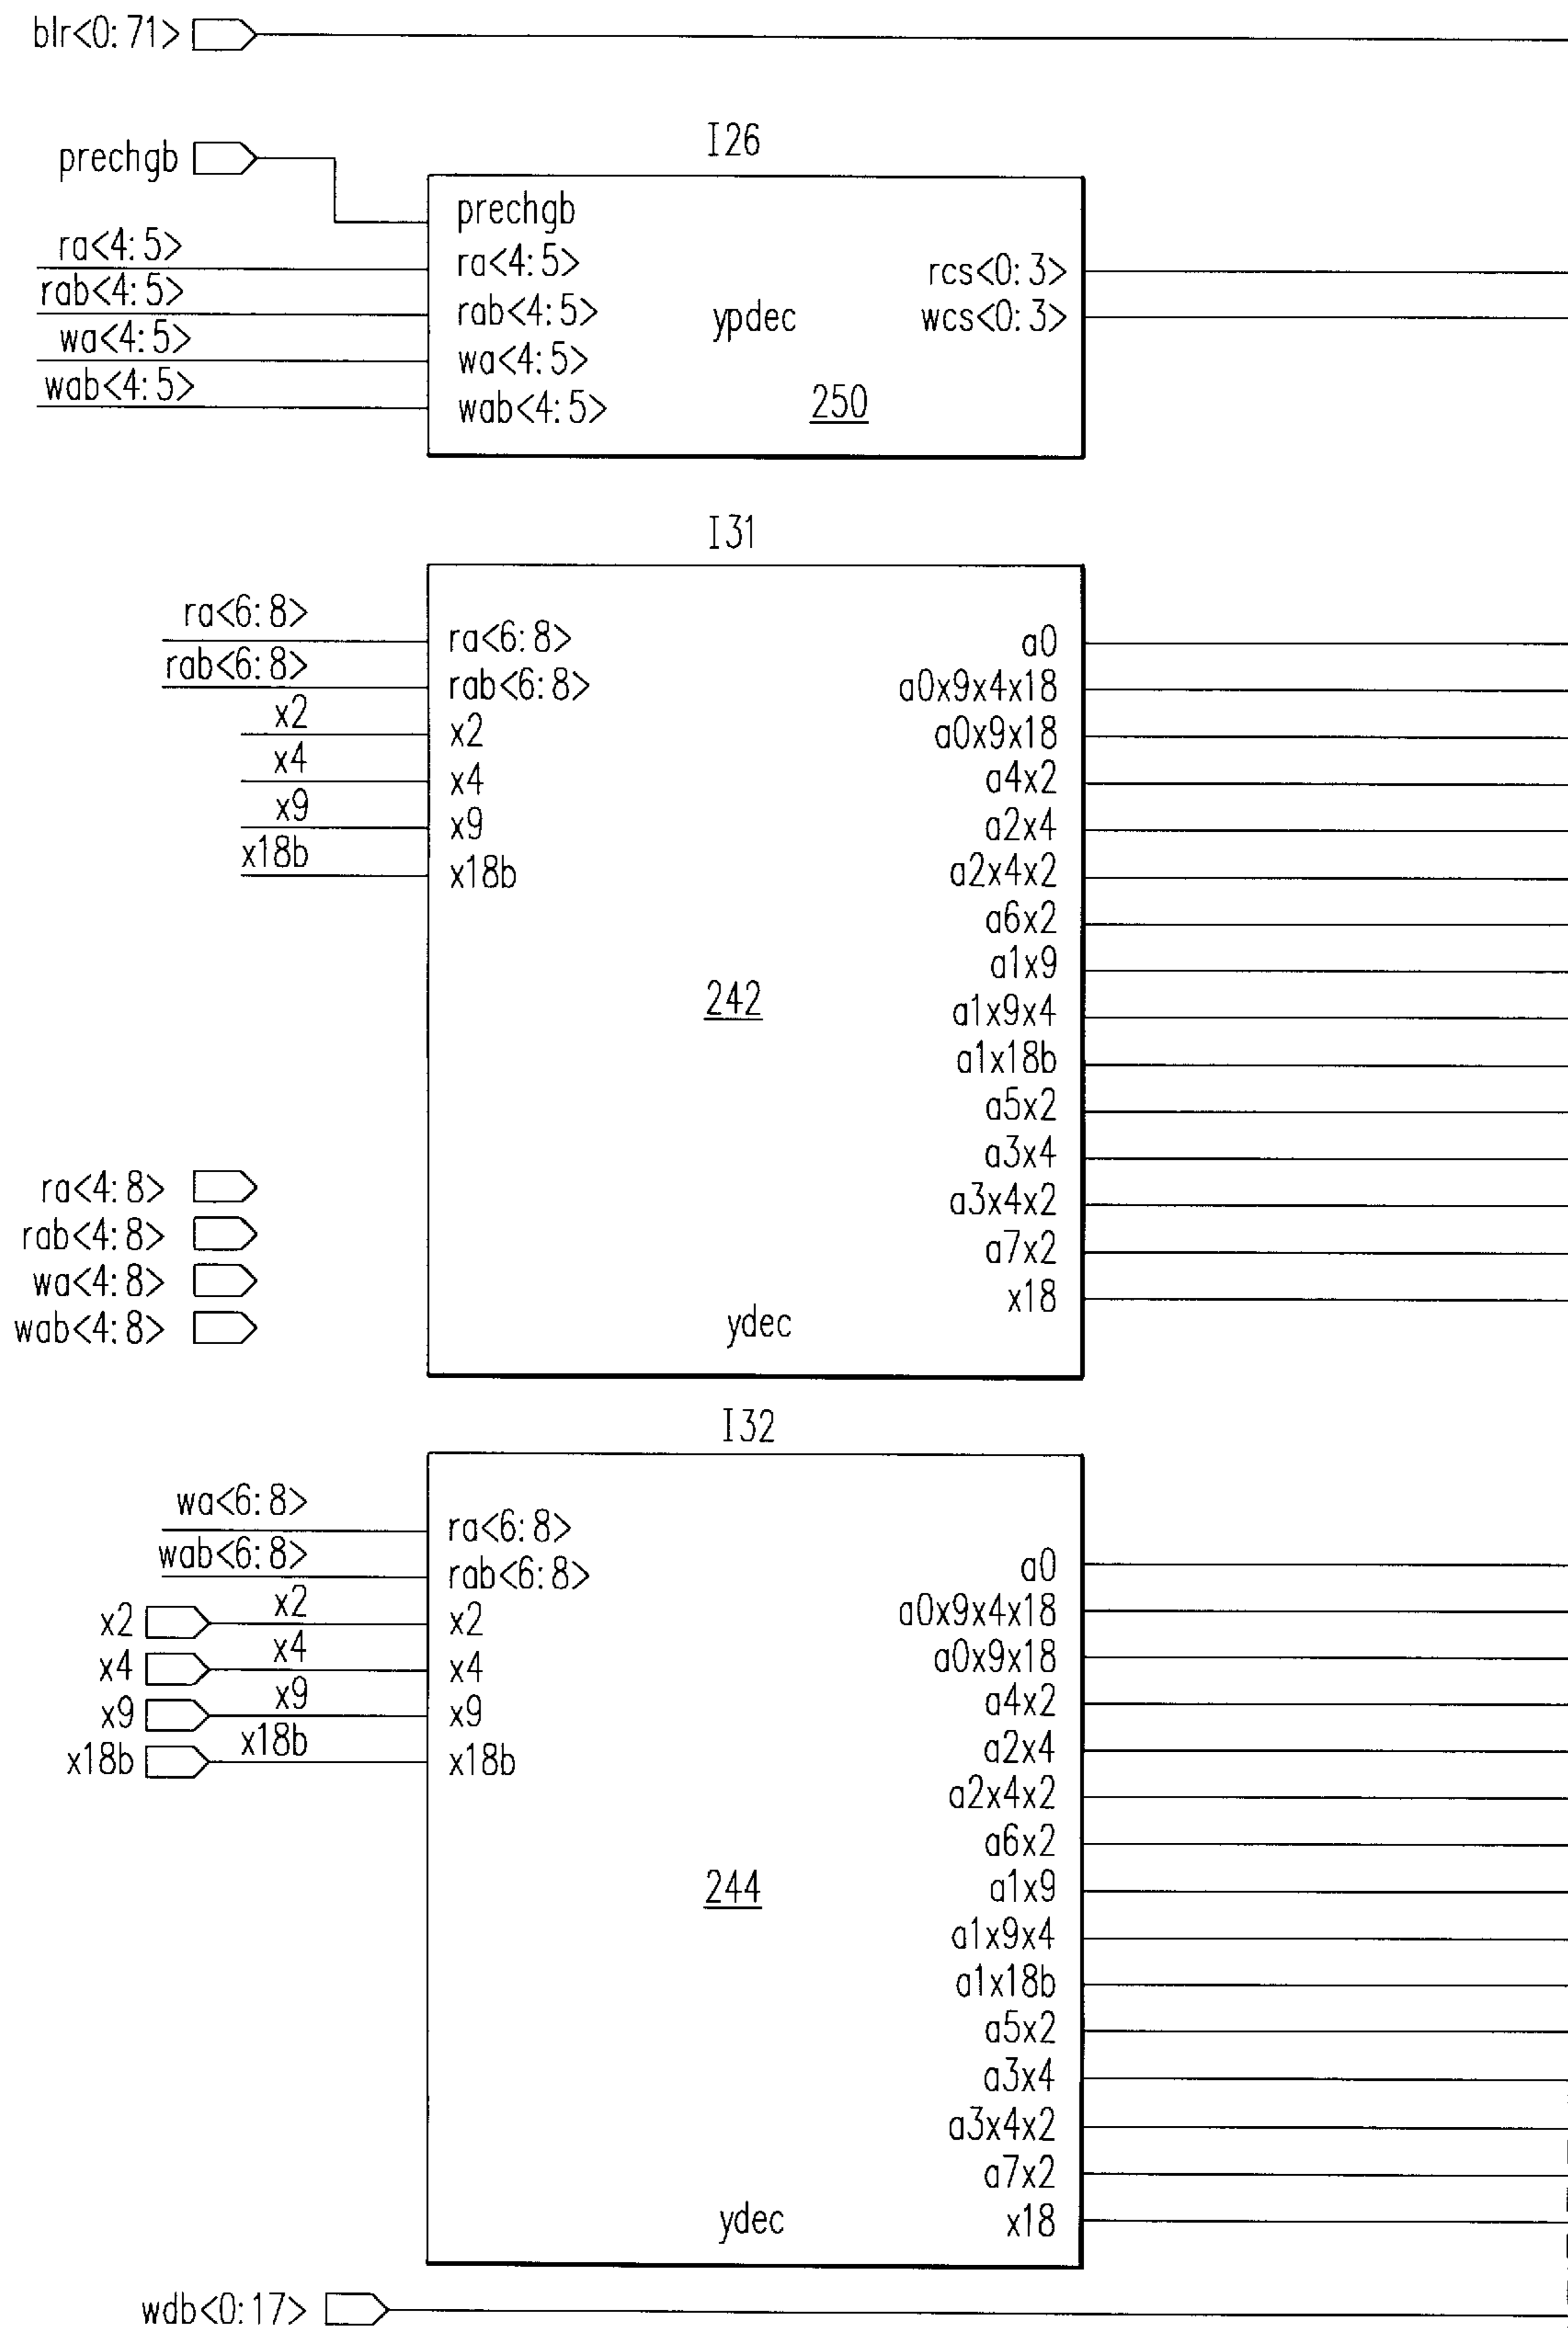 blr<0:71>
prechgb
I26
prechgb
ra<4:5>
ra<4:5>
rcs<0:3>
rab<4:5>
rab<4:5>
ypdec
wcs<0:3>
wa<4:5>
wa<4:5>
wab<4:5>
wab<4:5>
250
I31
ra<6:8>
ra<6:8>
a0
rab<6:8>
rab<6:8>
a0x9x4x18
x2
x2
a0x9x18
x4
x4
a4x2
x9
x9
a2x4
x18b
x18b
a2x4x2
a6x2
a1x9
242
a1x9x4
a1x18b
a5x2
a3x4
ra<4:8>
a3x4x2
rab<4:8>
a7x2
wa<4:8>
x18
wab<4:8>
ydec
I32
wa<6:8>
ra<6:8>
wab<6:8>
rab<6:8>
a0
x2
x2
x2
a0x9x4x18
x4
x4
x4
a0x9x18
x9
x9
x9
a4x2
x18b
x18b
x18b
a2x4
a2x4x2
a6x2
244
a1x9
a1x9x4
a1x18b
a5x2
a3x4
a3x4x2
a7x2
ydec
x18
wdb<0:17>